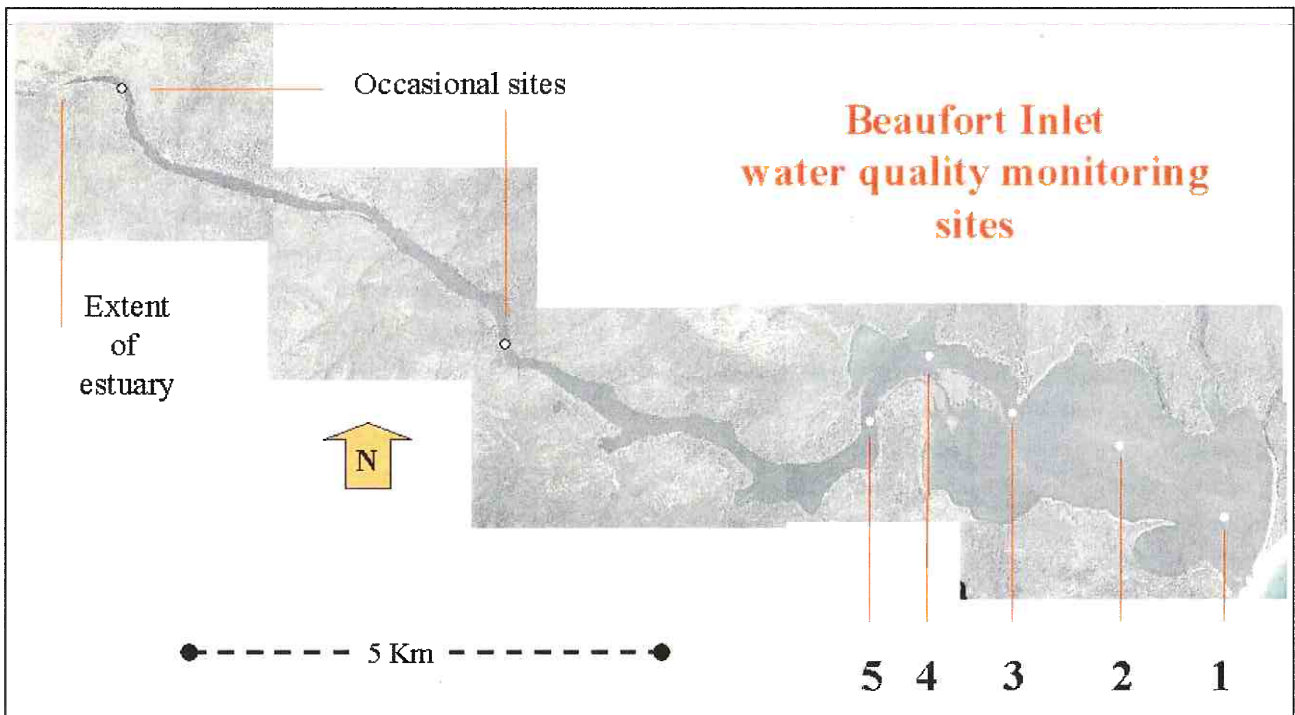 Occasional sites
Beaufort Inlet
water quality monitoring
sites
Extent
of
estuary
N
5 Km
5 4 3 2 1